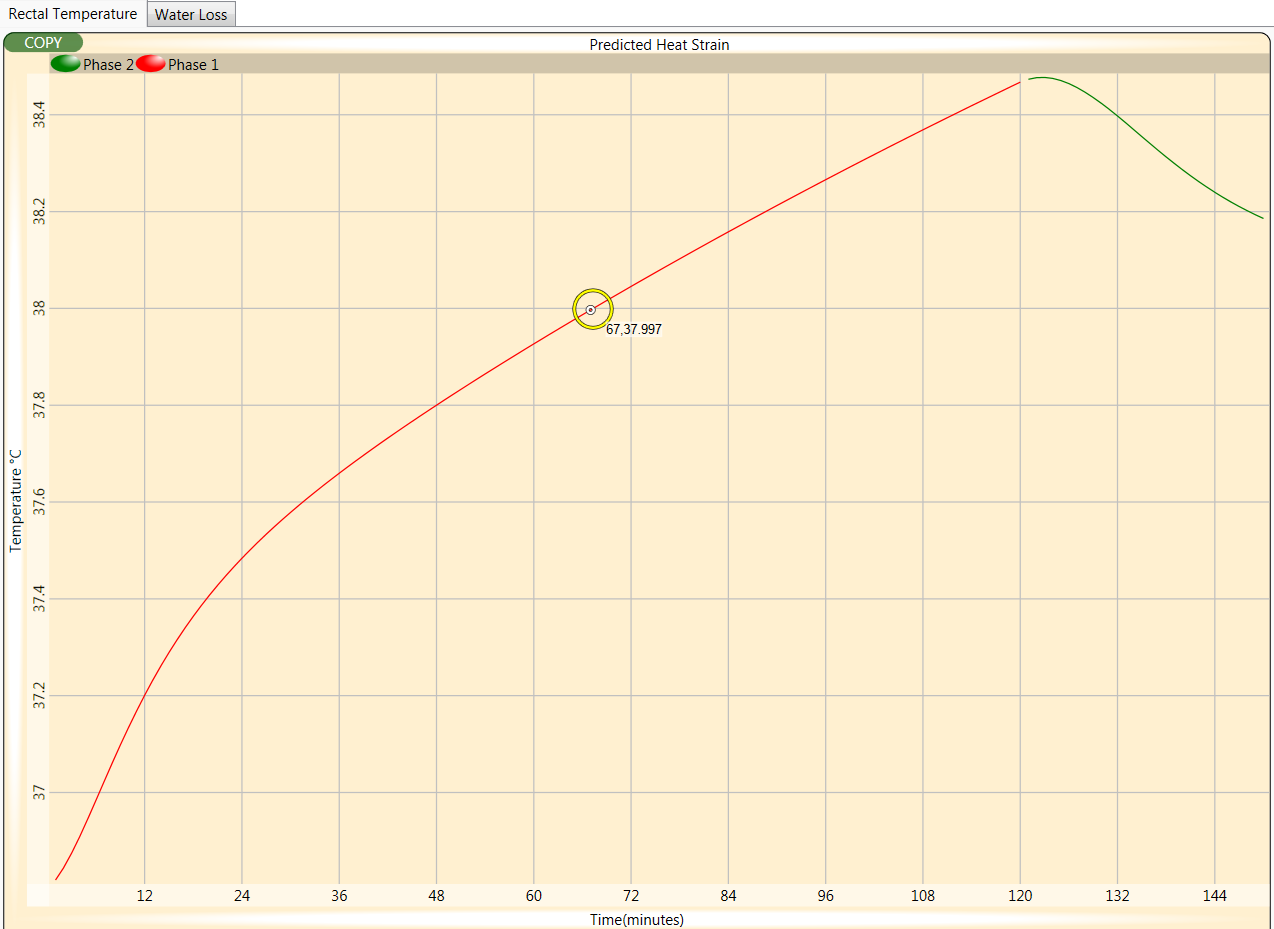 Rectal Temperature Water Loss
COPY
Predicted Heat Strain
Phase 2 Phase 1
38.4
38.2
38
37.8
37.6
37.4
37.2
37
Temperature °C
67,37.997
12 24 36 48 60 72 84 96 108 120 132 144
Time(minutes)